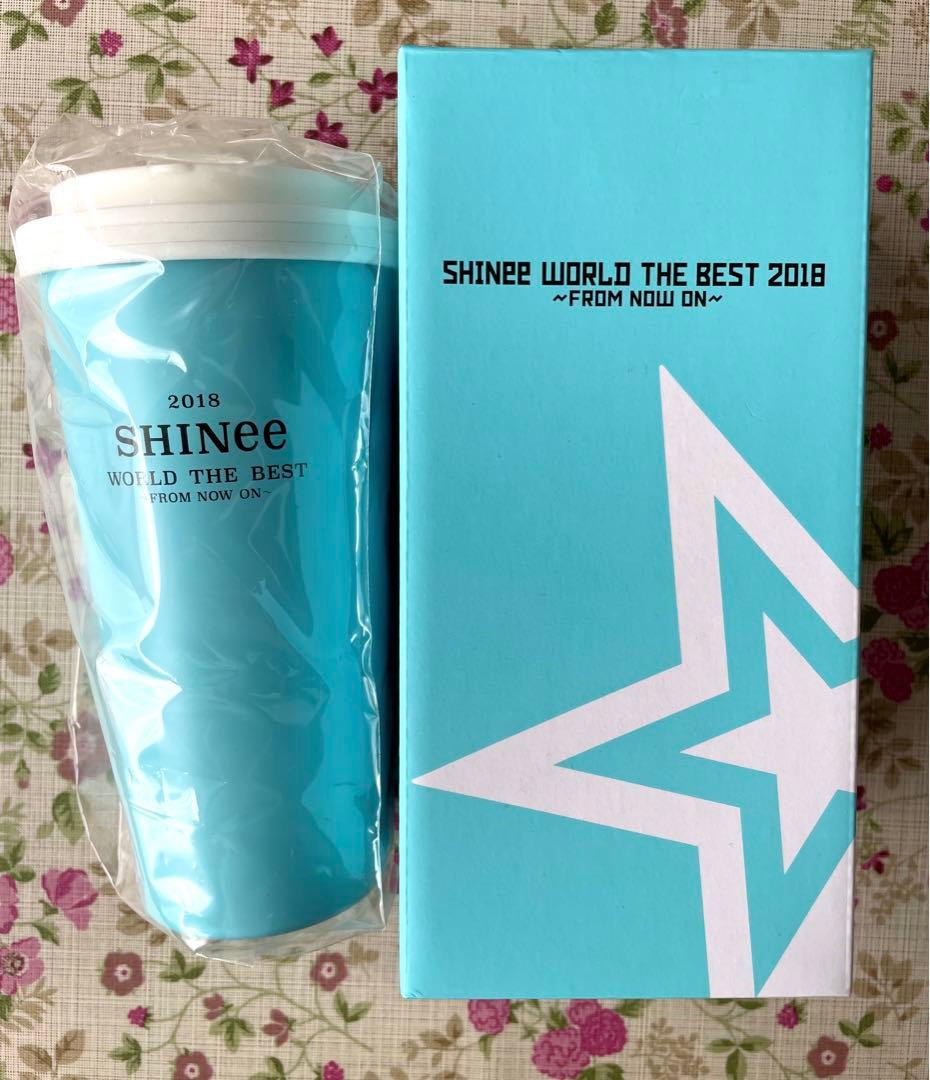 2018
SHINee
WORLD THE BEST
~FROM NOW ON~
SHINee WORLD THE BEST 2018
~FROM NOW ON~